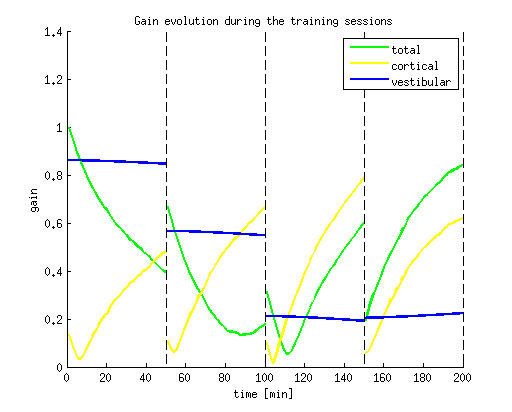 Gain evolution during the training sessions
1.4
1.2
1
0.8
0.6
0.4
0.2
0
gain
total
cortical
vestibular
0 20 40 60 80 100 120 140 160 180 200
time [min]